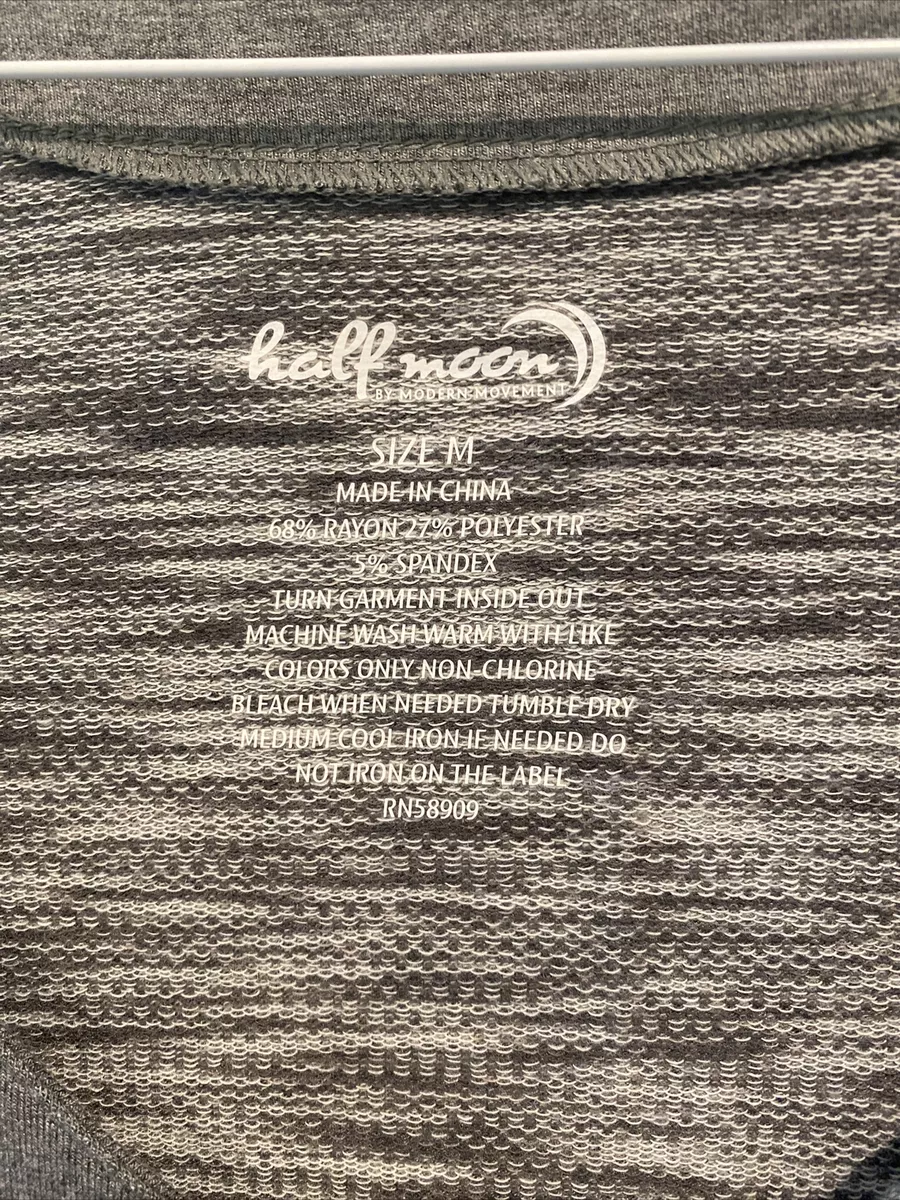 half moon
BY MODERN MOVEMENT
SIZE M
MADE IN CHINA
68% RAYON 27% POLYESTER
5% SPANDEX
TURN GARMENT INSIDE OUT
MACHINE WASH WARM WITH LIKE
COLORS ONLY NON-CHLORINE
BLEACH WHEN NEEDED TUMBLE DRY
MEDIUM COOL IRON IF NEEDED DO
NOT IRON ON THE LABEL
RN58909